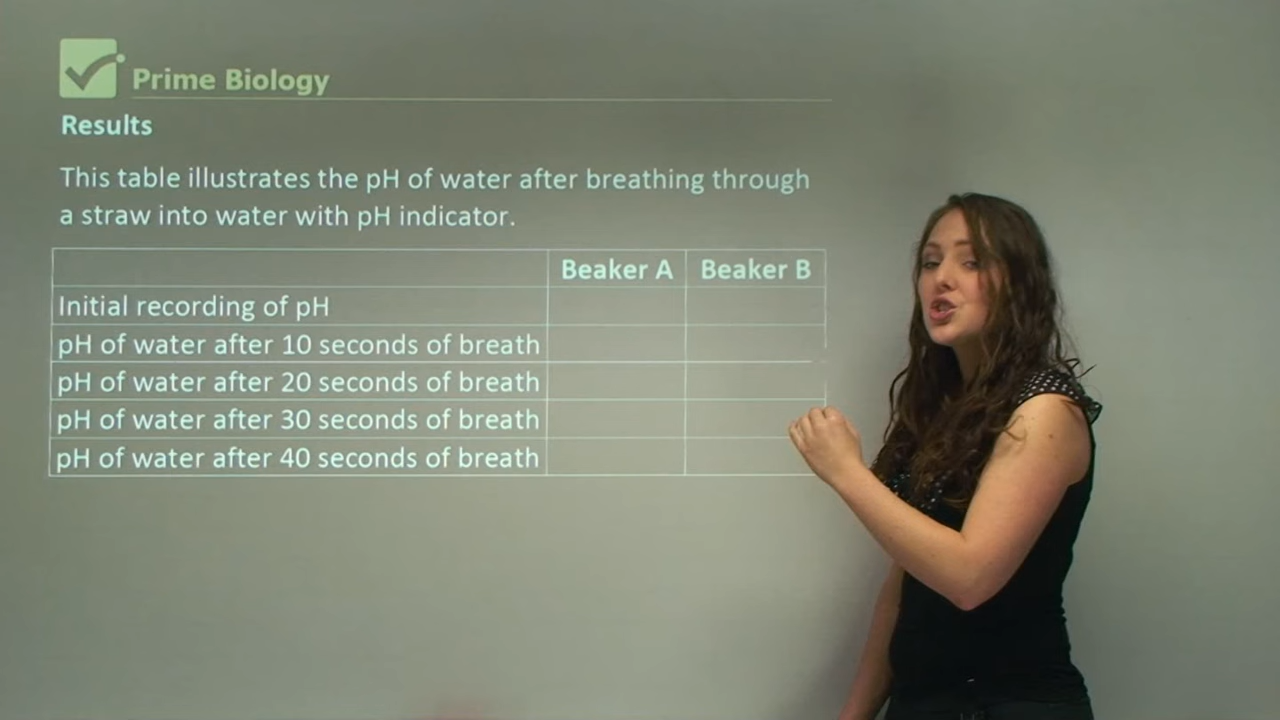 Prime Biology
Results
This table illustrates the pH of water after breathing through
a straw into water with pH indicator.
Beaker A Beaker B
Initial recording of pH
pH of water after 10 seconds of breath
pH of water after 20 seconds of breath
pH of water after 30 seconds of breath
pH of water after 40 seconds of breath